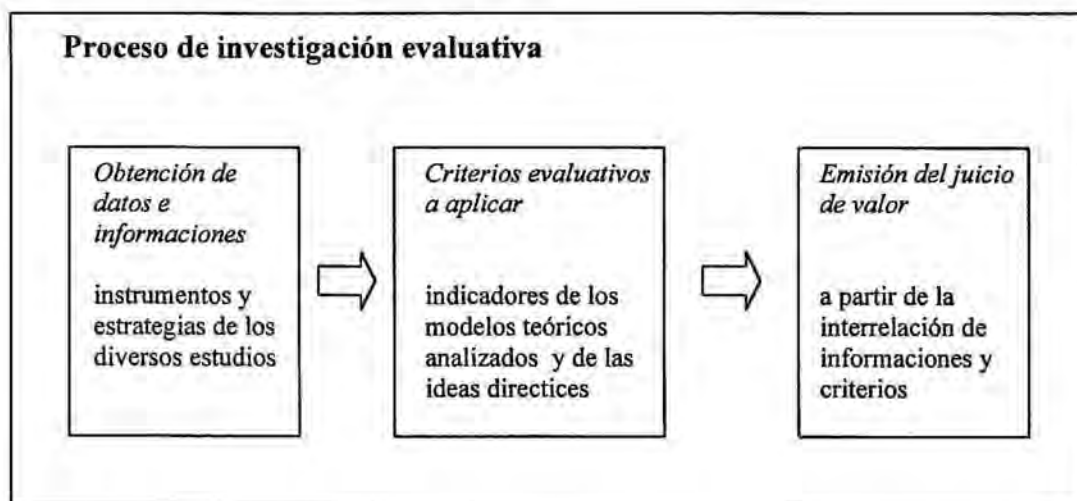 Proceso de investigación evaluativa
Obtención de
datos e
informaciones
instrumentos y
estrategias de los
diversos estudios
Criterios evaluativos
a aplicar
indicadores de los
modelos teóricos
analizados y de las
ideas directices
Emisión del juicio
de valor
a partir de la
interrelación de
informaciones y
criterios